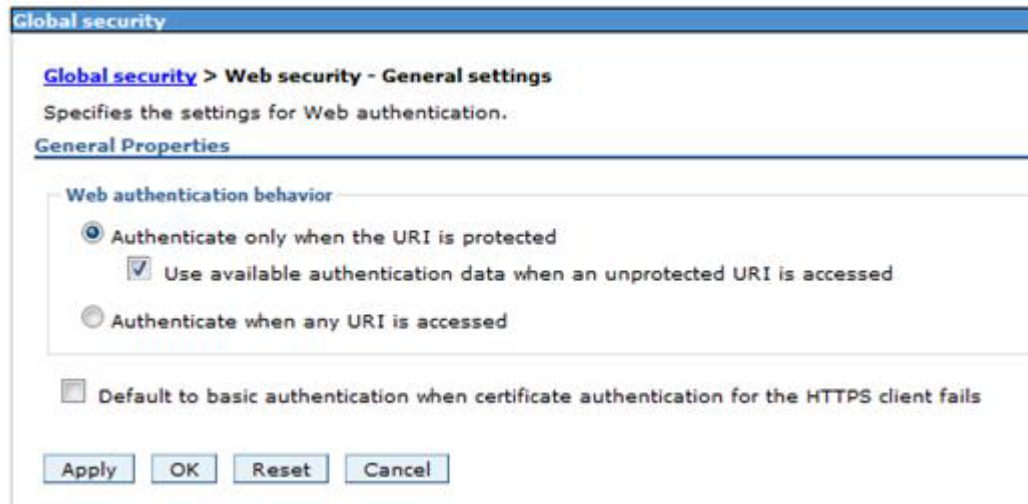 Global security
Global security > Web security - General settings
Specifies the settings for Web authentication.
General Properties
Web authentication behavior
Authenticate only when the URI is protected
Use available authentication data when an unprotected URI is accessed
Authenticate when any URI is accessed
Default to basic authentication when certificate authentication for the HTTPS client fails
Apply OK Reset Cancel